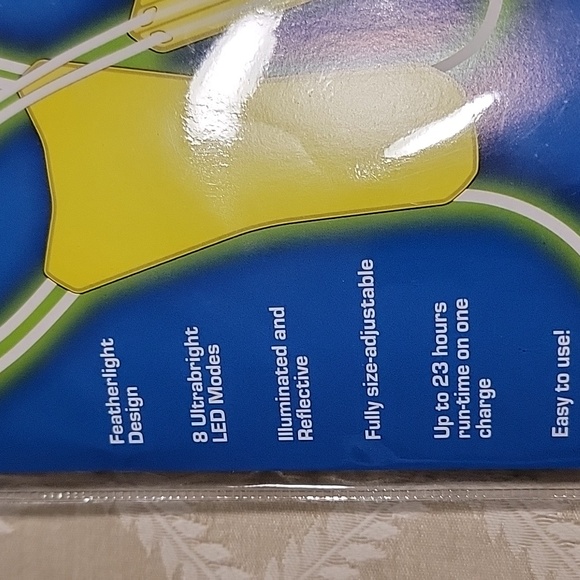 Featherlight
Design
8 Ultrabright
LED Modes
Illuminated and
Reflective
Fully size-adjustable
Up to 23 hours
run-time on one
charge
Easy to use!